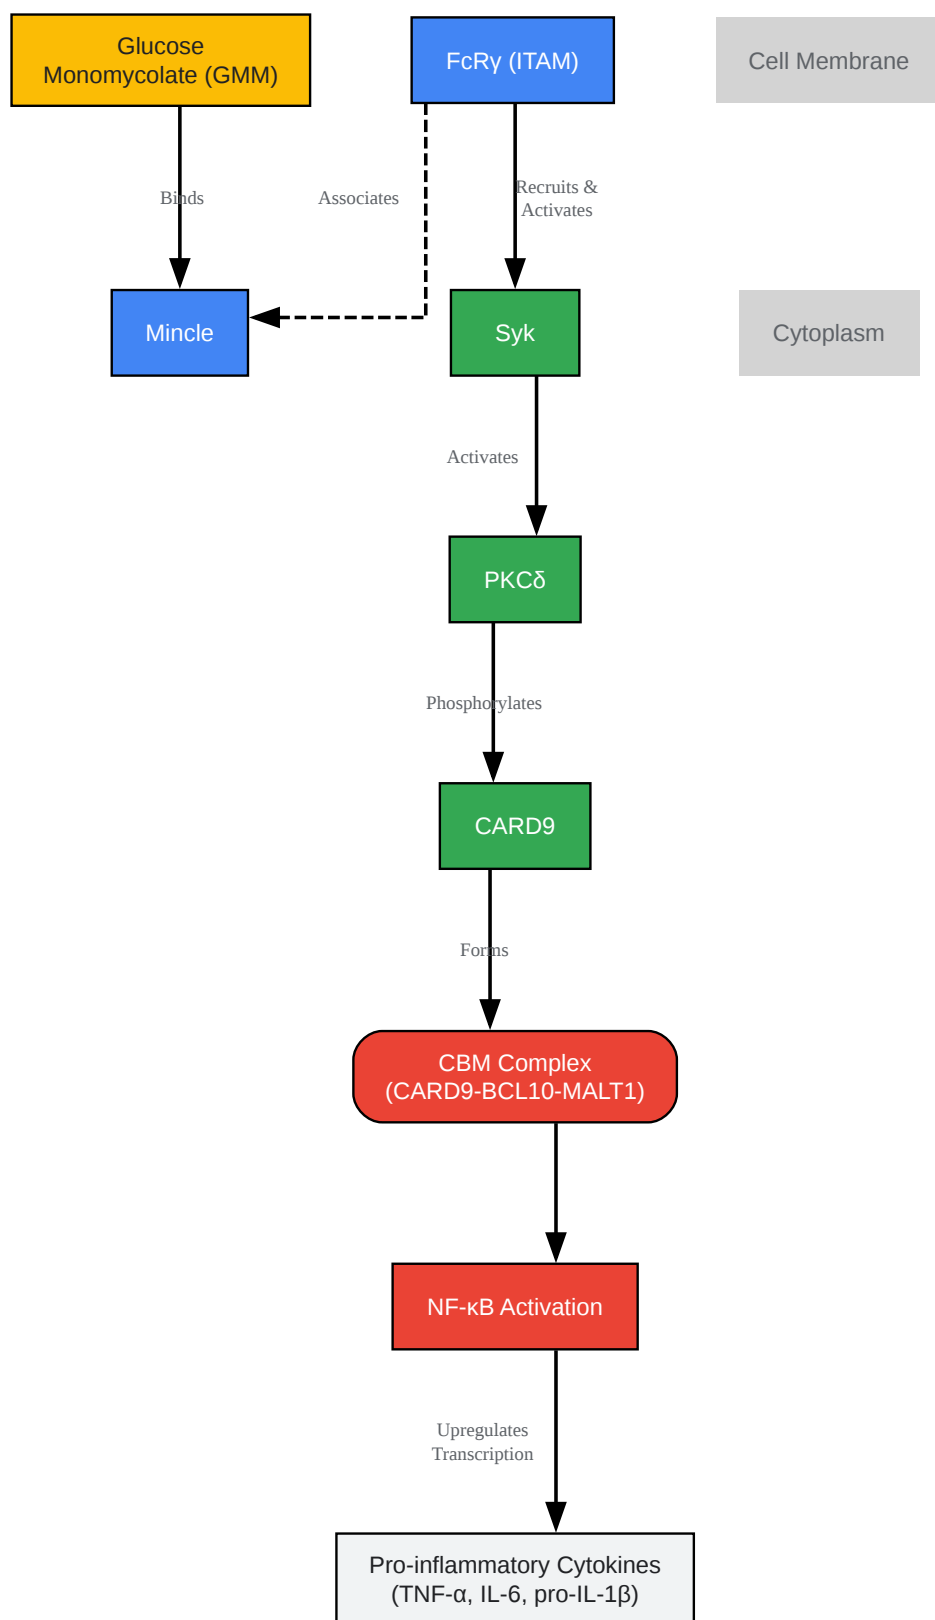 Glucose
Monomycolate (GMM)
FcRγ (ITAM)
Cell Membrane
Binds
Associates
Recruits &
Activates
Mincle
Syk
Cytoplasm
Activates
PKCδ
Phosphorylates
CARD9
Forms
CBM Complex
(CARD9-BCL10-MALT1)
NF-κB Activation
Upregulates
Transcription
Pro-inflammatory Cytokines
(TNF-α, IL-6, pro-IL-1β)